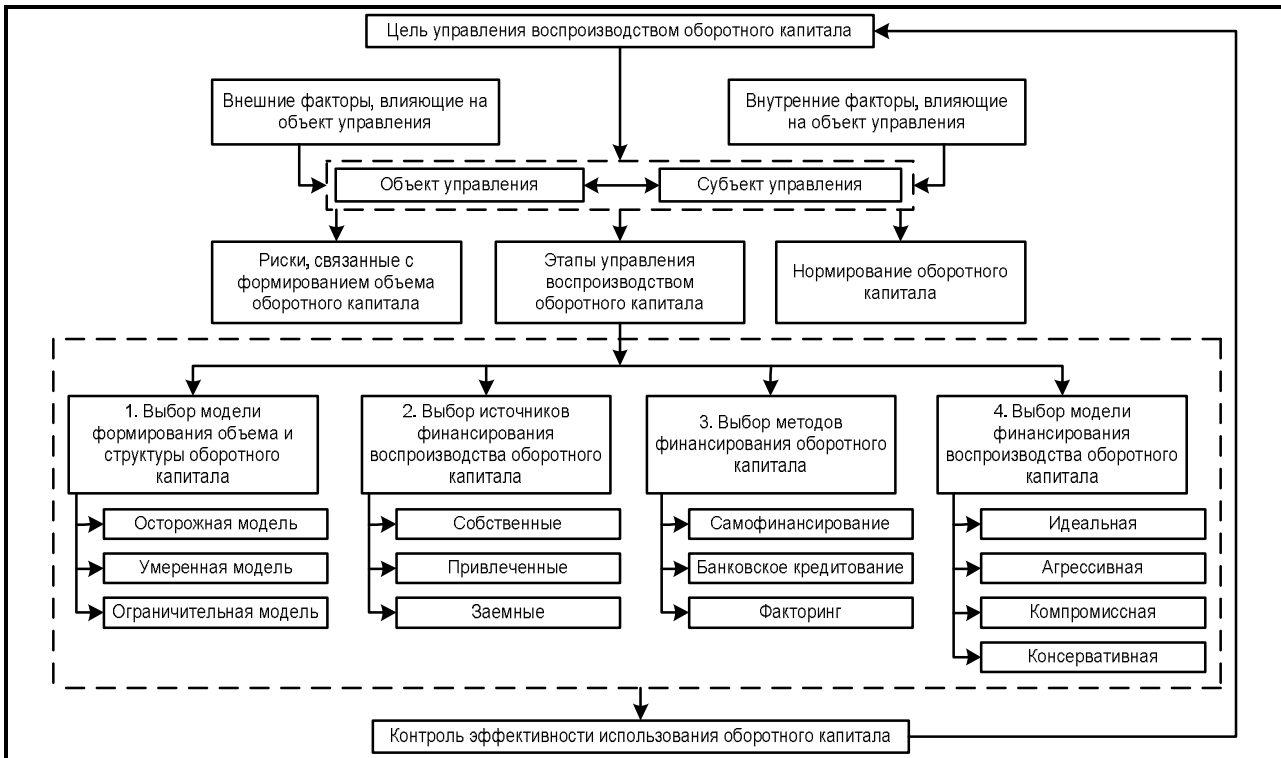 Цель управления воспроизводством оборотного капитала
Внешние факторы, влияющие на
объект управления
Внутренние факторы, влияющие
на объект управления
Объект управления
Субъект управления
Риски, связанные с
формированием объема
оборотного капитала
Этапы управления
воспроизводством
оборотного капитала
Нормирование оборотного
капитала
1. Выбор модели
формирования объема и
структуры оборотного
капитала
Осторожная модель
Умеренная модель
Ограничительная модель
2. Выбор источников
финансирования
воспроизводства оборотного
капитала
Собственные
Привлеченные
Заемные
3. Выбор методов
финансирования оборотного
капитала
Самофинансирование
Банковское кредитование
Факторинг
4. Выбор модели
финансирования
воспроизводства оборотного
капитала
Идеальная
Агрессивная
Компромиссная
Консервативная
Контроль эффективности использования оборотного капитала